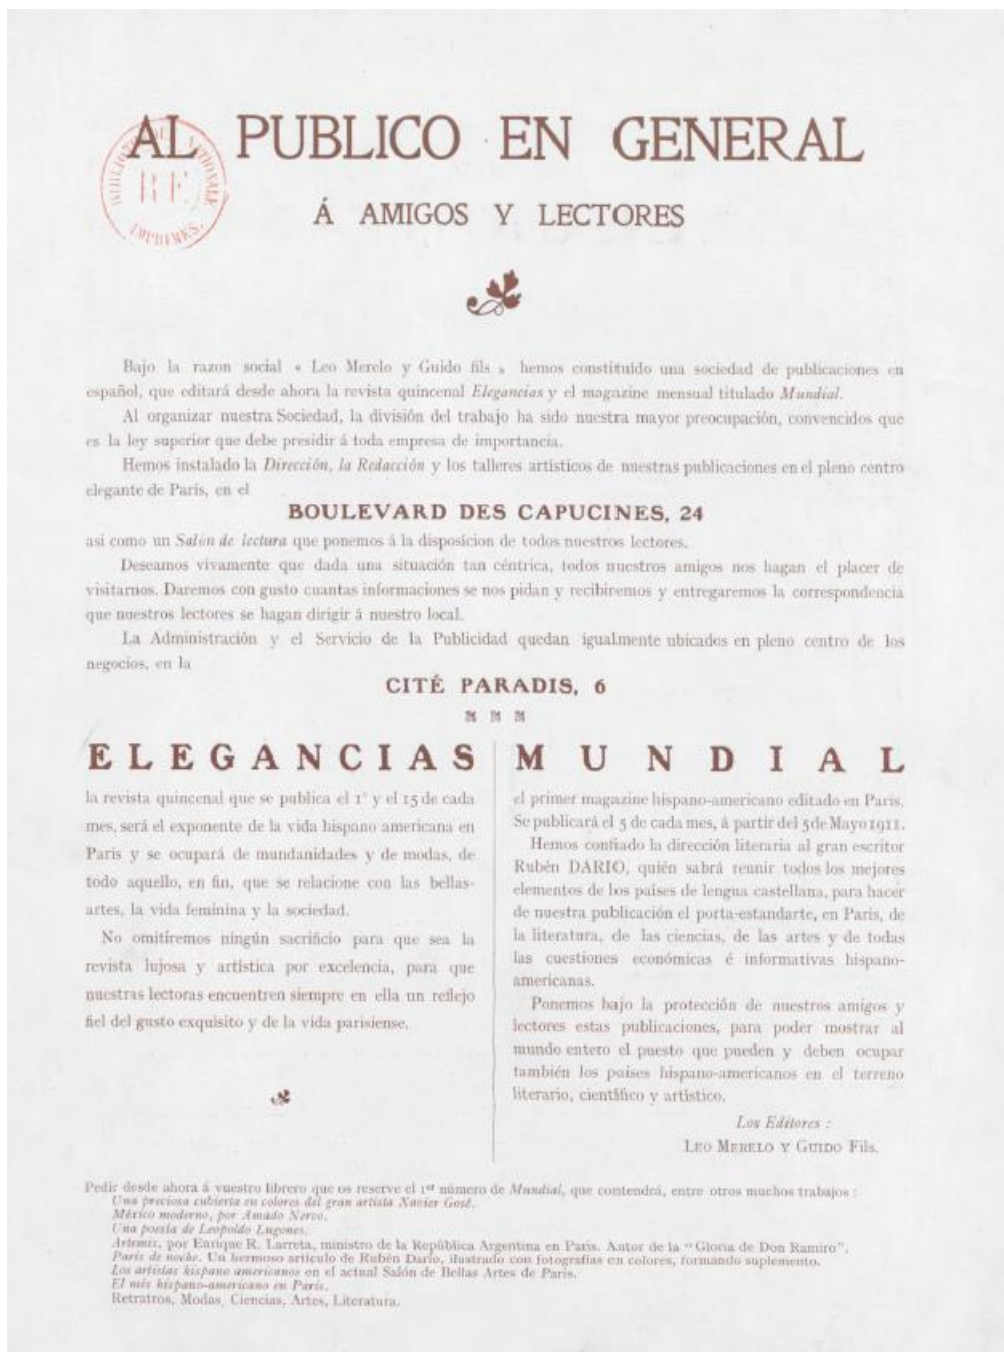 AL PUBLICO EN GENERAL
BIBLIOTHÈQUE NATIONALE
R F
IMPRIMÉS.
Á AMIGOS Y LECTORES
Bajo la razon social « Leo Merelo y Guido fils » hemos constituído una sociedad de publicaciones en
español, que editará desde ahora la revista quincenal Elegancias y el magazine mensual titulado Mundial.
Al organizar nuestra Sociedad, la división del trabajo ha sido nuestra mayor preocupación, convencidos que
es la ley superior que debe presidir á toda empresa de importancia.
Hemos instalado la Dirección, la Redacción y los talleres artísticos de nuestras publicaciones en el pleno centro
elegante de París, en el
BOULEVARD DES CAPUCINES, 24
asi como un Salón de lectura que ponemos á la disposicion de todos nuestros lectores.
Deseamos vivamente que dada una situación tan céntrica, todos nuestros amigos nos hagan el placer de
visitarnos. Daremos con gusto cuantas informaciones se nos pidan y recibiremos y entregaremos la correspondencia
que nuestros lectores se hagan dirigir á nuestro local.
La Administración y el Servicio de la Publicidad quedan igualmente ubicados en pleno centro de los
negocios, en la
CITÉ PARADIS, 6
ELEGANCIAS
la revista quincenal que se publica el 1º y el 15 de cada
mes, será el exponente de la vida hispano americana en
Paris y se ocupará de mundanidades y de modas, de
todo aquello, en fin, que se relacione con las bellas-
artes, la vida feminina y la sociedad.
No omitiremos ningún sacrificio para que sea la
revista lujosa y artística por excelencia, para que
nuestras lectoras encuentren siempre en ella un reflejo
fiel del gusto exquisito y de la vida parisiense.
MUNDIAL
el primer magazine hispano-americano editado en Paris.
Se publicará el 5 de cada mes, á partir del 5 de Mayo 1911.
Hemos confiado la dirección literaria al gran escritor
Rubén DARIO, quién sabrá reunir todos los mejores
elementos de los paises de lengua castellana, para hacer
de nuestra publicación el porta-estandarte, en Paris, de
la literatura, de las ciencias, de las artes y de todas
las cuestiones económicas é informativas hispano-
americanas.
Ponemos bajo la protección de nuestros amigos y
lectores estas publicaciones, para poder mostrar al
mundo entero el puesto que pueden y deben ocupar
también los paises hispano-americanos en el terreno
literario, científico y artístico.
Los Editores :
LEO MERELO Y GUIDO Fils.
Pedir desde ahora á vuestro librero que os reserve el 1er número de Mundial, que contendrá, entre otros muchos trabajos :
Una preciosa cubierta en colores del gran artista Xavier Gosé.
México moderno, por Amado Nervo.
Una poesía de Leopoldo Lugones.
Artemis, por Enrique R. Larreta, ministro de la República Argentina en Paris. Autor de la “Gloria de Don Ramiro”.
París de noche. Un hermoso artículo de Rubén Darío, ilustrado con fotografías en colores, formando suplemento.
Los artistas hispano americanos en el actual Salón de Bellas Artes de Paris.
El mês hispano-americano en Paris.
Retratros, Modas, Ciencias, Artes, Literatura.